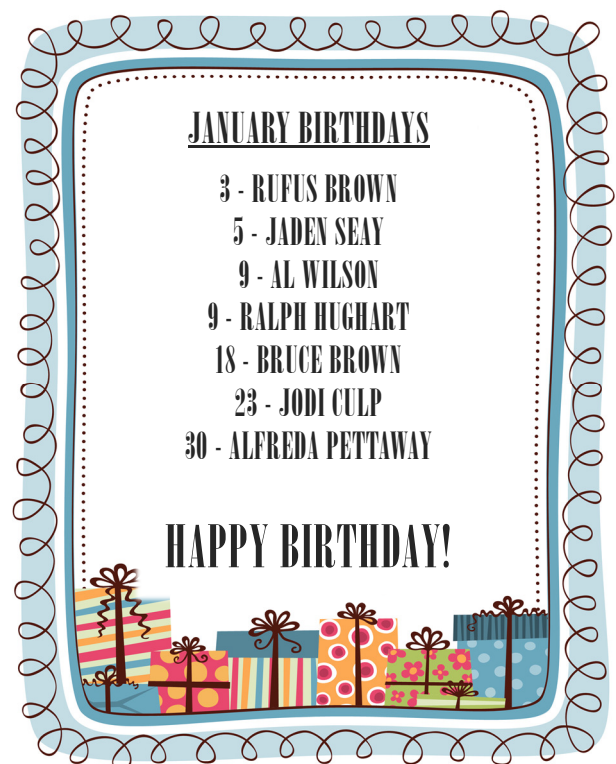 JANUARY BIRTHDAYS
3 - RUFUS BROWN
5 - JADEN SEAY
9 - AL WILSON
9 - RALPH HUGHART
18 - BRUCE BROWN
23 - JODI CULP
30 - ALFREDA PETTAWAY
HAPPY BIRTHDAY!